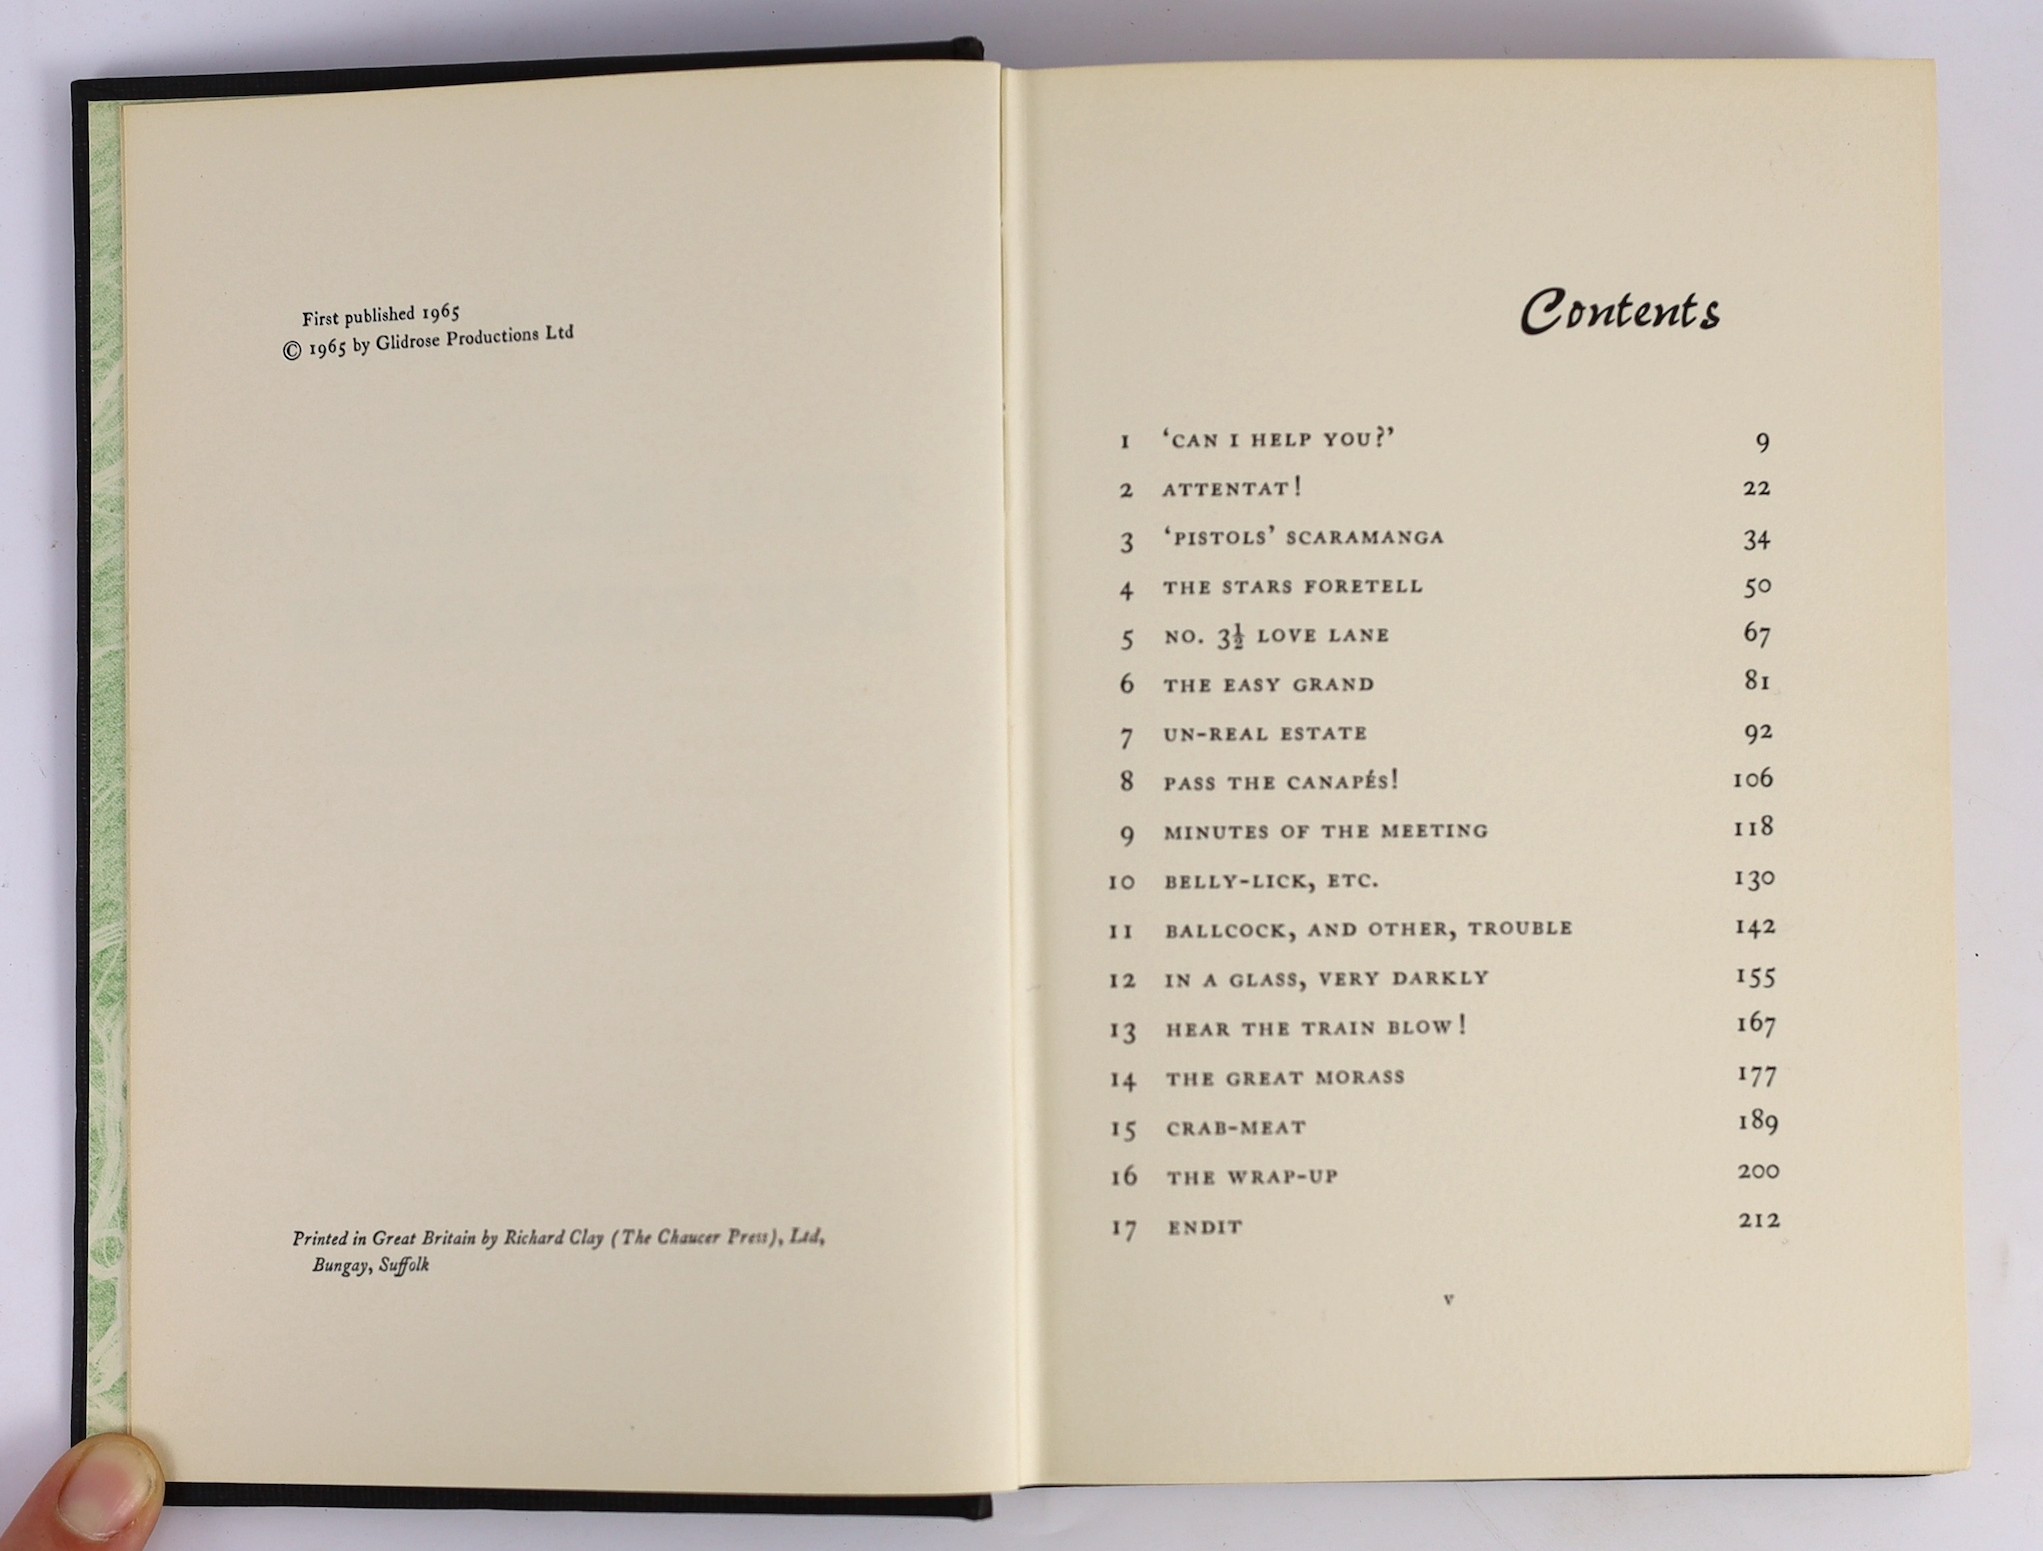 First published 1965
© 1965 by Glidrose Productions Ltd
Printed in Great Britain by Richard Clay (The Chaucer Press), Ltd,
Bungay, Suffolk
Contents
1 ‘CAN I HELP YOU?’ 9
2 ATTENTAT! 22
3 ‘PISTOLS’ SCARAMANGA 34
4 THE STARS FORETELL 50
5 NO. 3½ LOVE LANE 67
6 THE EASY GRAND 81
7 UN-REAL ESTATE 92
8 PASS THE CANAPÉS! 106
9 MINUTES OF THE MEETING 118
10 BELLY-LICK, ETC. 130
11 BALLCOCK, AND OTHER, TROUBLE 142
12 IN A GLASS, VERY DARKLY 155
13 HEAR THE TRAIN BLOW! 167
14 THE GREAT MORASS 177
15 CRAB-MEAT 189
16 THE WRAP-UP 200
17 ENDIT 212
v